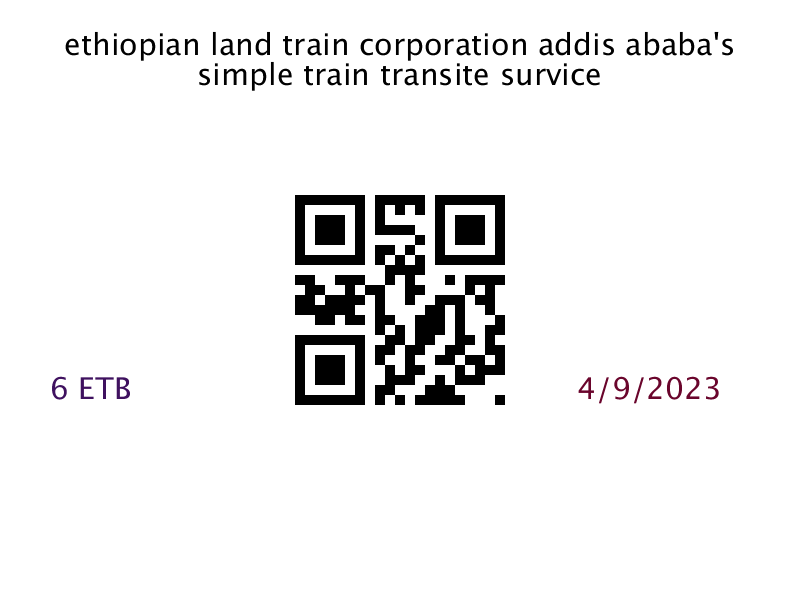 ethiopian land train corporation addis ababa's
simple train transite survice
6 ETB
4/9/2023